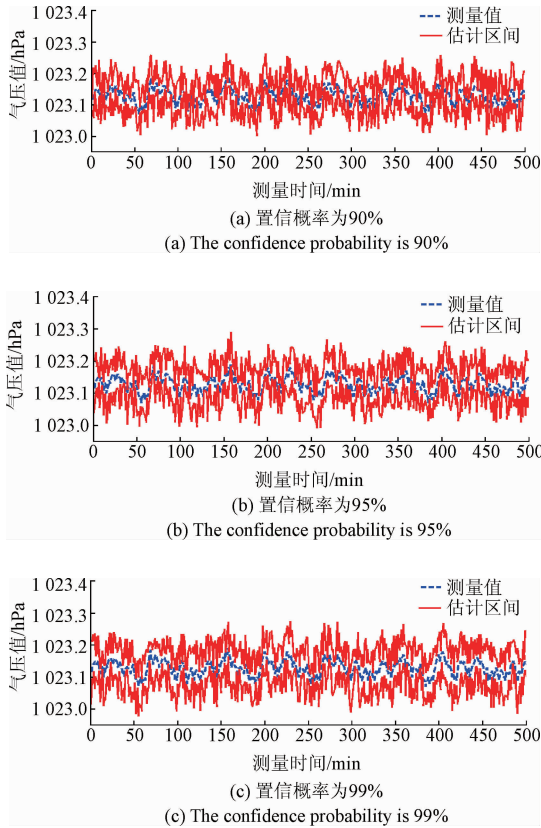 1 023.4
测量值
估计区间
1 023.3
1 023.2
1 023.1
1 023.0
气压值/hPa
0 50 100 150 200 250 300 350 400 450 500
测量时间/min
(a) 置信概率为90%
(a) The confidence probability is 90%
1 023.4
测量值
估计区间
1 023.3
1 023.2
1 023.1
1 023.0
气压值/hPa
0 50 100 150 200 250 300 350 400 450 500
测量时间/min
(b) 置信概率为95%
(b) The confidence probability is 95%
1 023.4
测量值
估计区间
1 023.3
1 023.2
1 023.1
1 023.0
气压值/hPa
0 50 100 150 200 250 300 350 400 450 500
测量时间/min
(c) 置信概率为99%
(c) The confidence probability is 99%